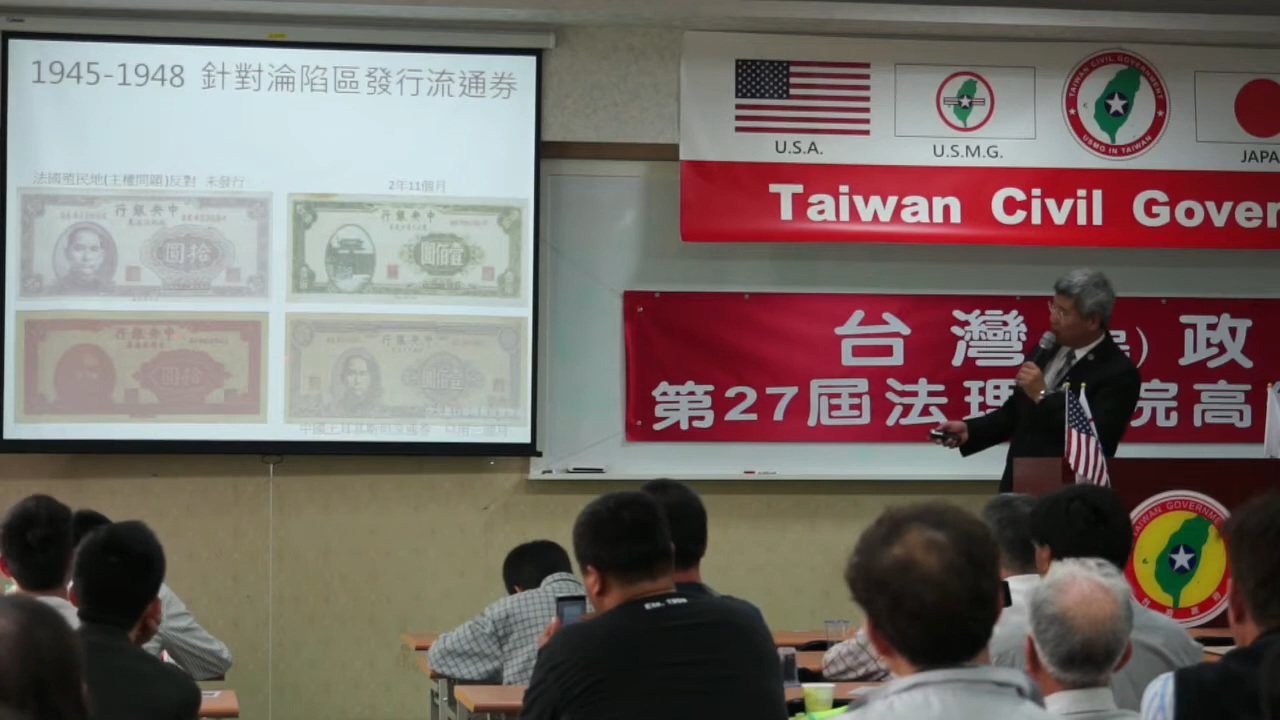 1945-1948 針對淪陷區發行流通券
法國殖民地(主權問題)反對 未發行
2年11個月
行銀央中
圓拾
行銀央中
圓佰壹
行銀央中
圓拾
行銀央中
圓佰壹
U.S.A.
U.S.M.G.
TAIWAN CIVIL GOVERNMENT
USMG IN TAIWAN
JAPA
Taiwan Civil Gover
台灣 政
第27屆法理 院高
EST. 1994
TAIWAN GOVERNME